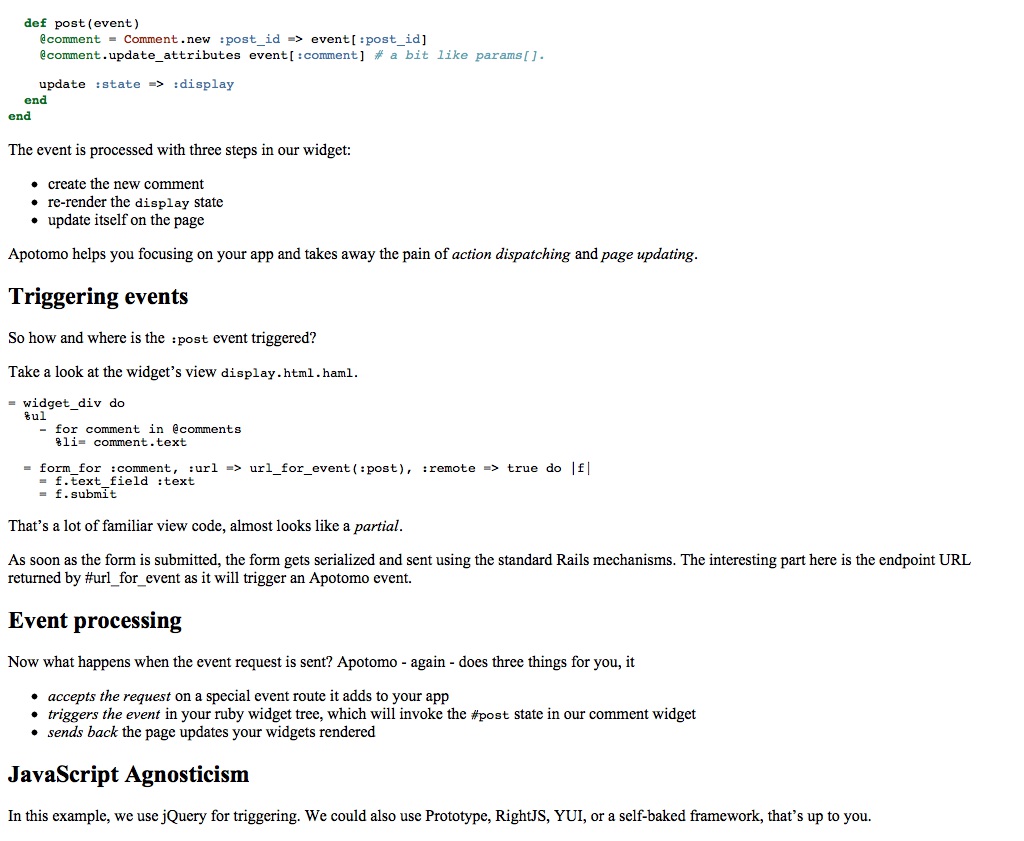 def post(event)
@comment = Comment.new :post_id => event[:post_id]
@comment.update_attributes event[:comment] # a bit like params[].
update :state => :display
end
end
The event is processed with three steps in our widget:
• create the new comment
• re-render the display state
• update itself on the page
Apotomo helps you focusing on your app and takes away the pain of action dispatching and page updating.
Triggering events
So how and where is the :post event triggered?
Take a look at the widget’s view display.html.haml.
= widget_div do
%ul
- for comment in @comments
%li= comment.text
= form_for :comment, :url => url_for_event(:post), :remote => true do |f|
= f.text_field :text
= f.submit
That’s a lot of familiar view code, almost looks like a partial.
As soon as the form is submitted, the form gets serialized and sent using the standard Rails mechanisms. The interesting part here is the endpoint URL
returned by #url_for_event as it will trigger an Apotomo event.
Event processing
Now what happens when the event request is sent? Apotomo - again - does three things for you, it
• accepts the request on a special event route it adds to your app
• triggers the event in your ruby widget tree, which will invoke the #post state in our comment widget
• sends back the page updates your widgets rendered
JavaScript Agnosticism
In this example, we use jQuery for triggering. We could also use Prototype, RightJS, YUI, or a self-baked framework, that’s up to you.